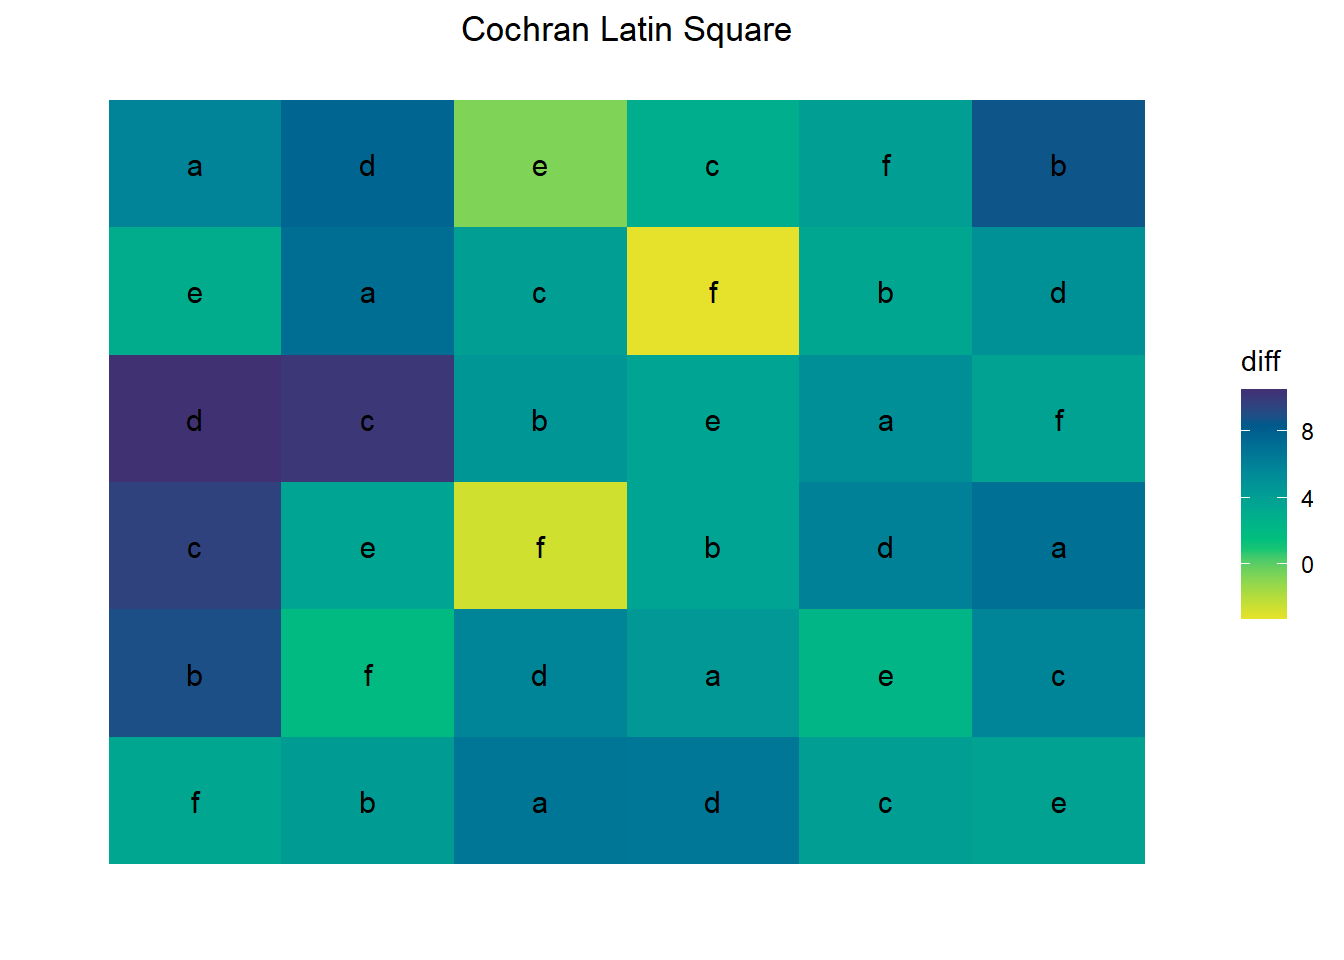 Cochran Latin Square
a d e c f b
e a c f b d
d c b e a f
c e f b d a
b f d a e c
f b a d c e
diff
8
4
0